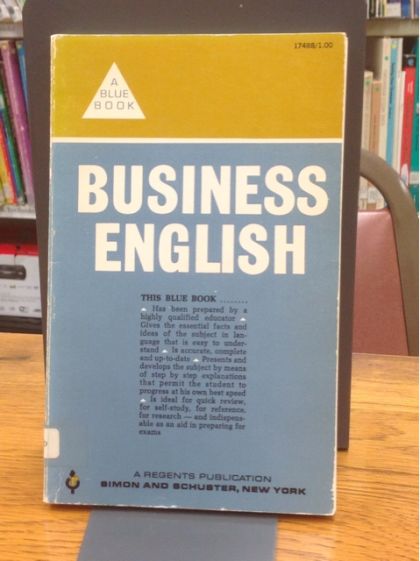 17488/1.00
A
BLUE
BOOK
BUSINESS
ENGLISH
THIS BLUE BOOK ........
Has been prepared by a
highly qualified educator
Gives the essential facts and
ideas of the subject in lan-
guage that is easy to under-
stand Is accurate, complete
and up-to-date Presents and
develops the subject by means
of step by step explanations
that permit the student to
progress at his own best speed
Is ideal for quick review,
for self-study, for reference,
for research — and indispens-
able as an aid in preparing for
exams
A REGENTS PUBLICATION
SIMON AND SCHUSTER, NEW YORK